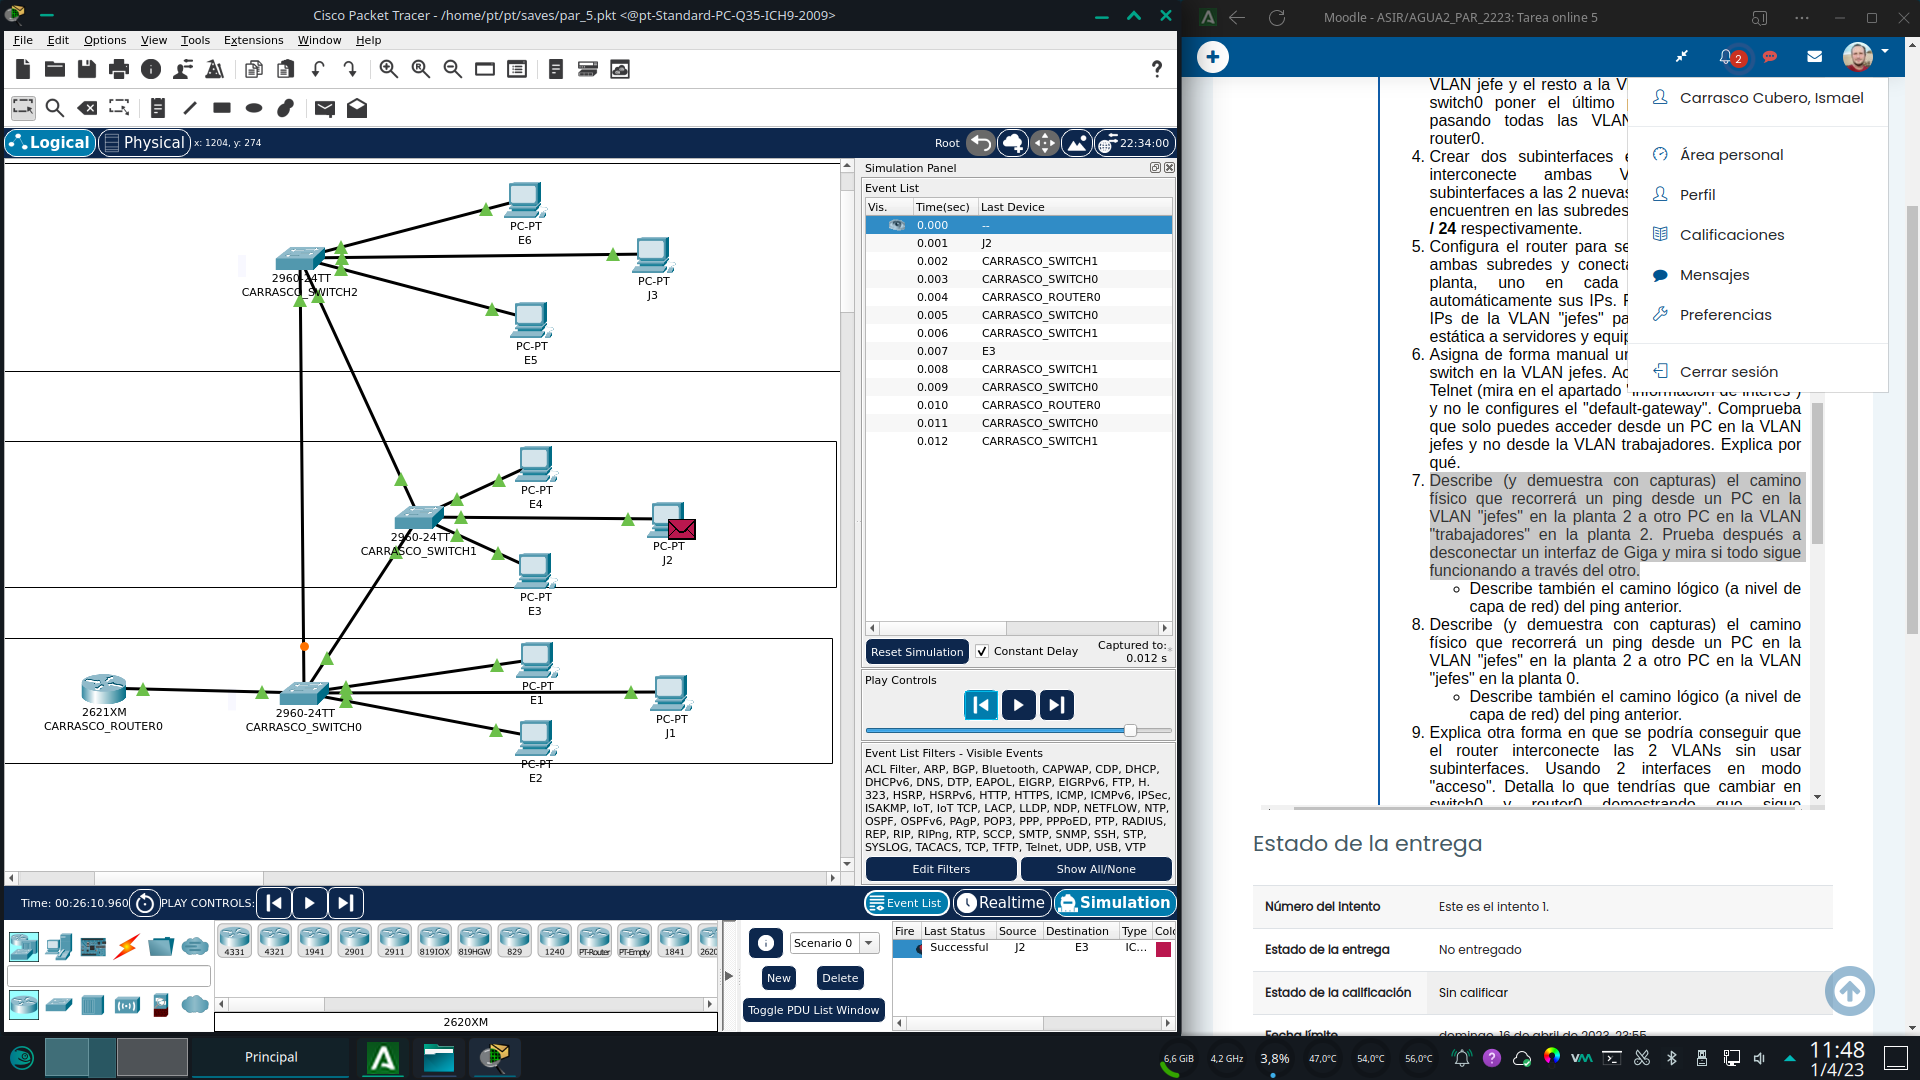 Cisco Packet Tracer - /home/pt/pt/saves/par_5.pkt <@pt-Standard-PC-Q35-ICH9-2009>
File Edit Options View Tools Extensions Window Help
?
Logical
Physical
x: 1204, y: 274
Root
22:34:00
PC-PT
E6
PC-PT
J3
2960-24TT
CARRASCO_SWITCH2
PC-PT
E5
PC-PT
E4
2960-24TT
CARRASCO_SWITCH1
PC-PT
J2
PC-PT
E3
PC-PT
E1
2621XM
CARRASCO_ROUTER0
2960-24TT
CARRASCO_SWITCH0
PC-PT
J1
PC-PT
E2
Simulation Panel
Event List
Vis. Time(sec) Last Device
0.000 --
0.001 J2
0.002 CARRASCO_SWITCH1
0.003 CARRASCO_SWITCH0
0.004 CARRASCO_ROUTER0
0.005 CARRASCO_SWITCH0
0.006 CARRASCO_SWITCH1
0.007 E3
0.008 CARRASCO_SWITCH1
0.009 CARRASCO_SWITCH0
0.010 CARRASCO_ROUTER0
0.011 CARRASCO_SWITCH0
0.012 CARRASCO_SWITCH1
Reset Simulation
Constant Delay
Captured to:
0.012 s
Play Controls
Event List Filters - Visible Events
ACL Filter, ARP, BGP, Bluetooth, CAPWAP, CDP, DHCP,
DHCPv6, DNS, DTP, EAPOL, EIGRP, EIGRPv6, FTP, H.
323, HSRP, HSRPv6, HTTP, HTTPS, ICMP, ICMPv6, IPSec,
ISAKMP, IoT, IoT TCP, LACP, LLDP, NDP, NETFLOW, NTP,
OSPF, OSPFv6, PAgP, POP3, PPP, PPPoED, PTP, RADIUS,
REP, RIP, RIPng, RTP, SCCP, SMTP, SNMP, SSH, STP,
SYSLOG, TACACS, TCP, TFTP, Telnet, UDP, USB, VTP
Edit Filters
Show All/None
Time: 00:26:10.960
PLAY CONTROLS:
Event List
Realtime
Simulation
4331 4321 1941 2901 2911 819IOX 819HGW 829 1240 PT-Router PT-Empty 1841 2620
2620XM
Scenario 0
New
Delete
Toggle PDU List Window
Fire Last Status Source Destination Type Colo
Successful J2 E3 IC...
Principal
Moodle - ASIR/AGUA2_PAR_2223: Tarea online 5
2
VLAN jefe y el resto a la V
switch0 poner el último
pasando todas las VLAN
router0.
4. Crear dos subinterfaces e
interconecte ambas V
subinterfaces a las 2 nuevas
encuentren en las subredes
/ 24 respectivamente.
5. Configura el router para se
ambas subredes y conecta
planta, uno en cada
automáticamente sus IPs. F
IPs de la VLAN "jefes" pa
estática a servidores y equip
6. Asigna de forma manual un
switch en la VLAN jefes. Ac
Telnet (mira en el apartado "información de interés")
y no le configures el "default-gateway". Comprueba
que solo puedes acceder desde un PC en la VLAN
jefes y no desde la VLAN trabajadores. Explica por
qué.
7. Describe (y demuestra con capturas) el camino
físico que recorrerá un ping desde un PC en la
VLAN "jefes" en la planta 2 a otro PC en la VLAN
"trabajadores" en la planta 2. Prueba después a
desconectar un interfaz de Giga y mira si todo sigue
funcionando a través del otro.
Describe también el camino lógico (a nivel de
capa de red) del ping anterior.
8. Describe (y demuestra con capturas) el camino
físico que recorrerá un ping desde un PC en la
VLAN "jefes" en la planta 2 a otro PC en la VLAN
"jefes" en la planta 0.
Describe también el camino lógico (a nivel de
capa de red) del ping anterior.
9. Explica otra forma en que se podría conseguir que
el router interconecte las 2 VLANs sin usar
subinterfaces. Usando 2 interfaces en modo
"acceso". Detalla lo que tendrías que cambiar en
switch0 y router0 demostrando que sigue
Carrasco Cubero, Ismael
Área personal
Perfil
Calificaciones
Mensajes
Preferencias
Cerrar sesión
Estado de la entrega
Número del intento Este es el intento 1.
Estado de la entrega No entregado
Estado de la calificación Sin calificar
Fecha límite domingo, 16 de abril de 2023, 23:55
6,6 GiB 4,2 GHz 3,8% 47,0°C 54,0°C 56,0°C
11:48
1/4/23